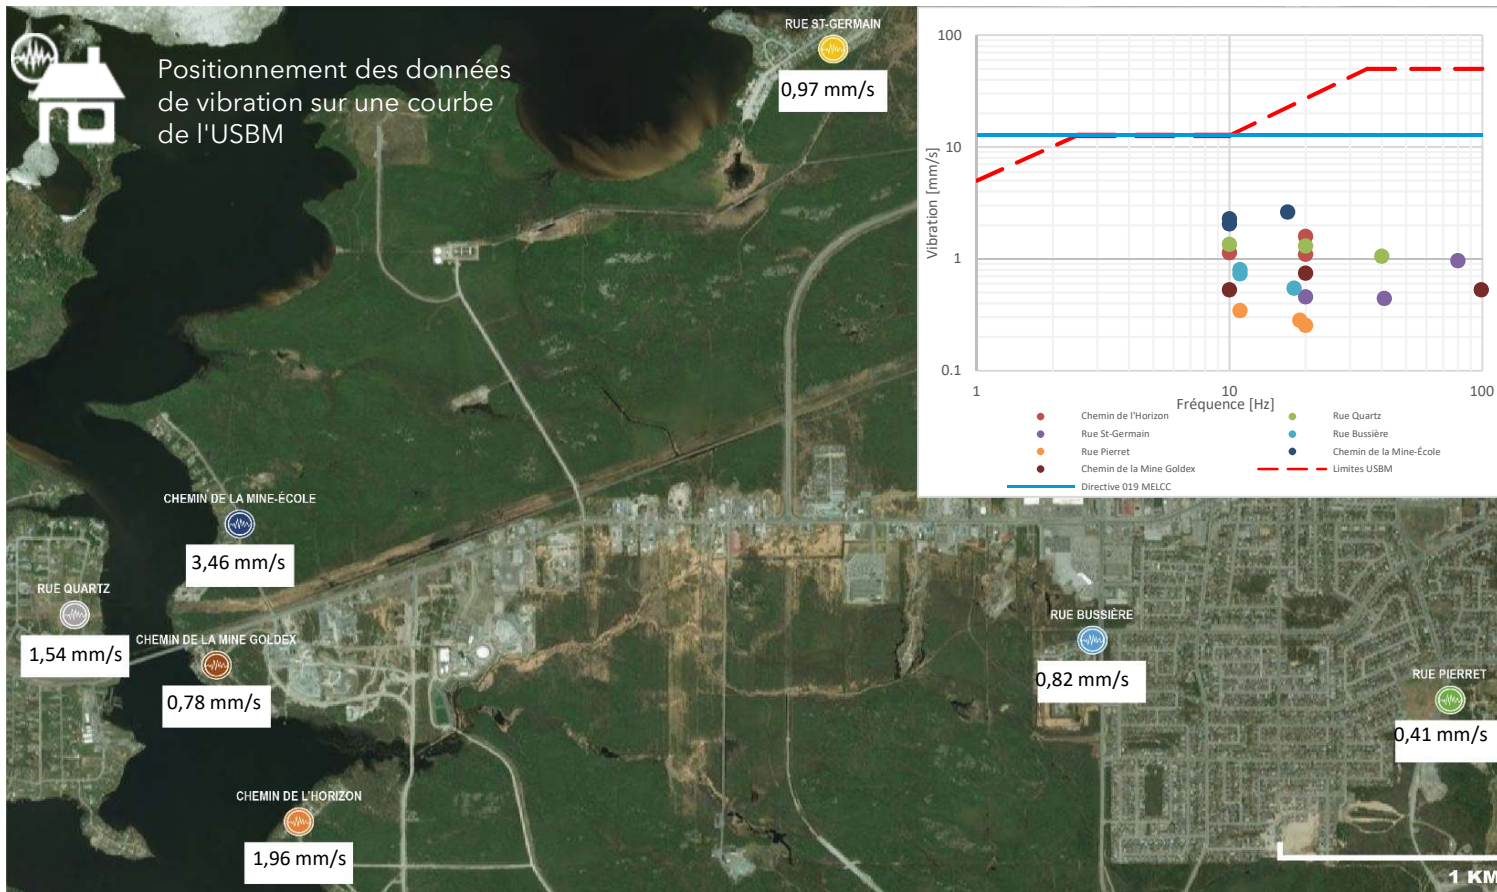 Positionnement des données
de vibration sur une courbe
de l'USBM
RUE ST-GERMAIN
0,97 mm/s
CHEMIN DE LA MINE-ÉCOLE
3,46 mm/s
RUE QUARTZ
1,54 mm/s
CHEMIN DE LA MINE GOLDEX
0,78 mm/s
CHEMIN DE L'HORIZON
1,96 mm/s
RUE BUSSIÈRE
0,82 mm/s
RUE PIERRET
0,41 mm/s
1 KM
Vibration [mm/s]
100
10
1
0.1
1
10
100
Fréquence [Hz]
Chemin de l'Horizon
Rue Quartz
Rue St-Germain
Rue Bussière
Rue Pierret
Chemin de la Mine-École
Chemin de la Mine Goldex
Limites USBM
Directive 019 MELCC